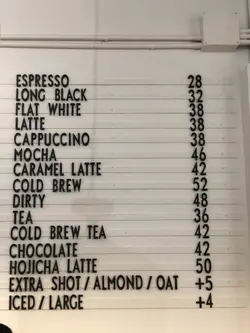 ESPRESSO 28
LONG BLACK 32
FLAT WHITE 38
LATTE 38
CAPPUCCINO 38
MOCHA 46
CARAMEL LATTE 42
COLD BREW 52
DIRTY 48
TEA 36
COLD BREW TEA 42
CHOCOLATE 42
HOJICHA LATTE 50
EXTRA SHOT / ALMOND / OAT +5
ICED / LARGE +4